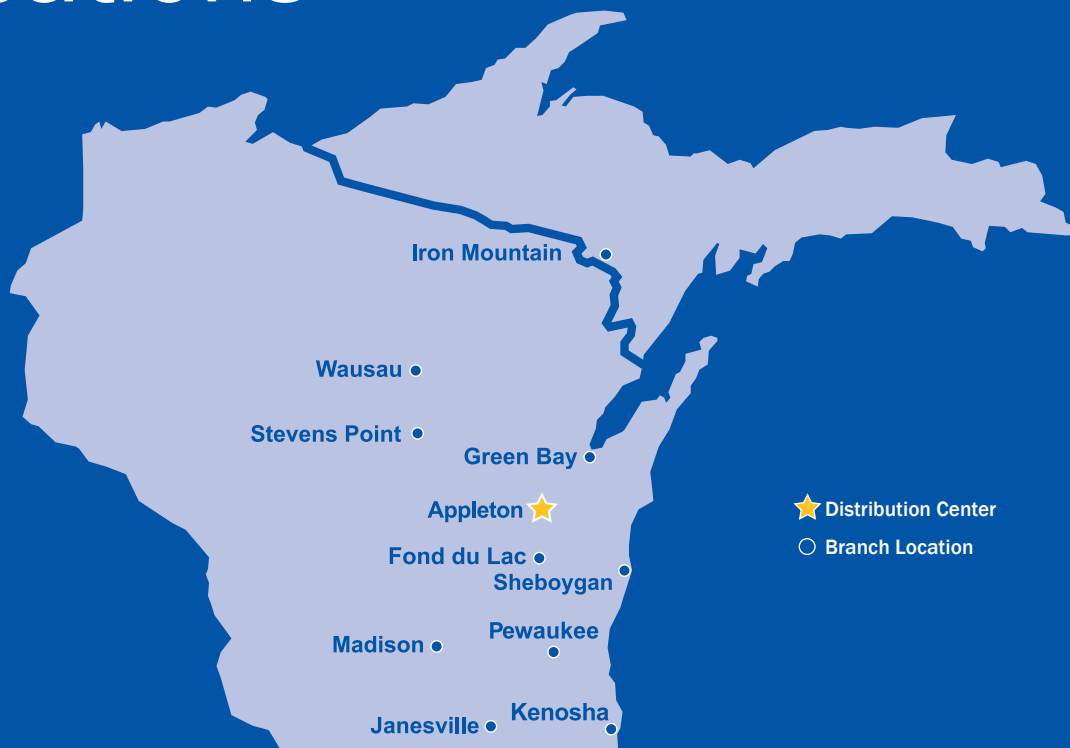 Iron Mountain
Wausau
Stevens Point
Green Bay
Appleton
Distribution Center
Branch Location
Fond du Lac
Sheboygan
Pewaukee
Madison
Kenosha
Janesville